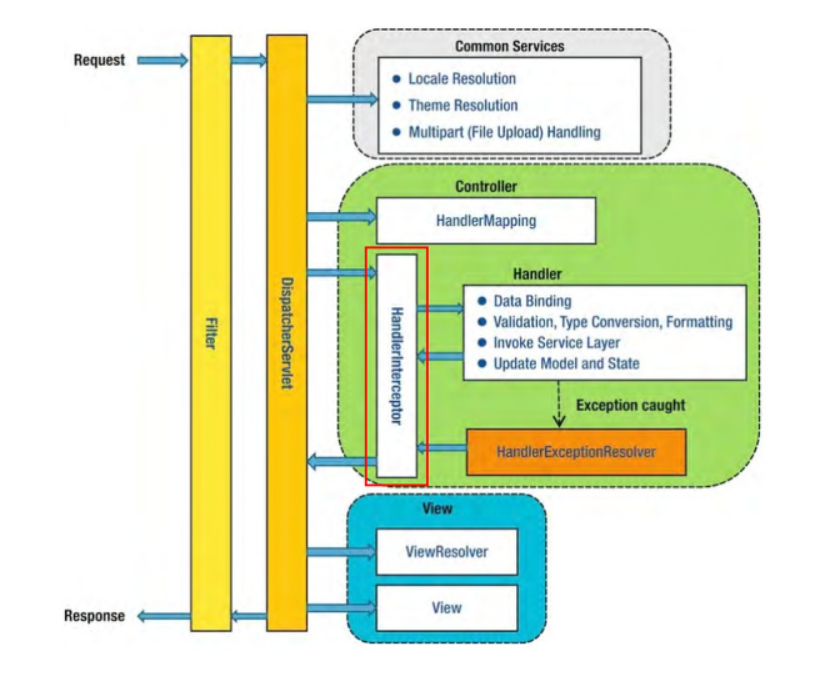 Request
Filter
DispatcherServlet
Common Services
Locale Resolution
Theme Resolution
Multipart (File Upload) Handling
Controller
HandlerMapping
HandlerInterceptor
Handler
Data Binding
Validation, Type Conversion, Formatting
Invoke Service Layer
Update Model and State
Exception caught
HandlerExceptionResolver
View
ViewResolver
View
Response